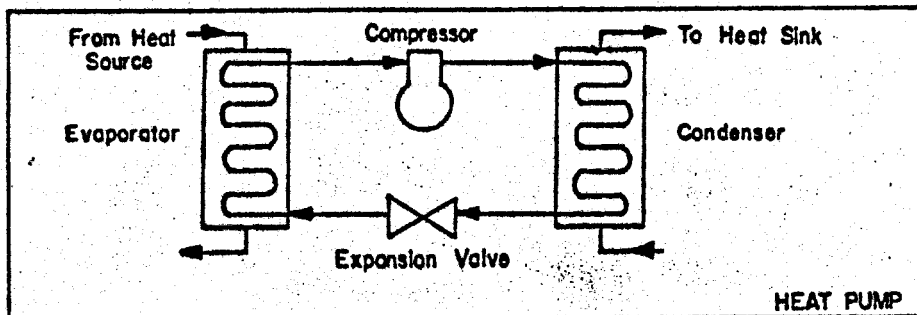 From Heat
Source
Compressor
To Heat Sink
Evaporator
Condenser
Expansion Valve
HEAT PUMP